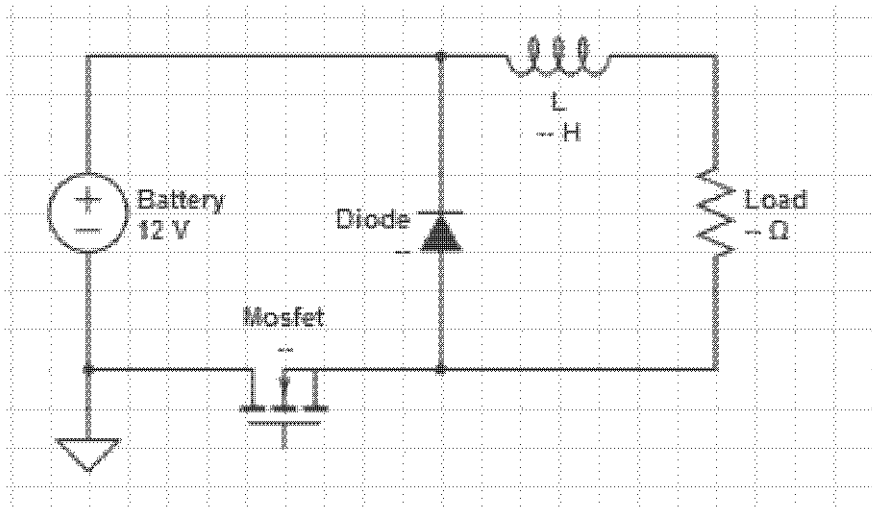 L
-- H
Battery
12 V
Diode
--
Load
-- Ω
Mosfet
--